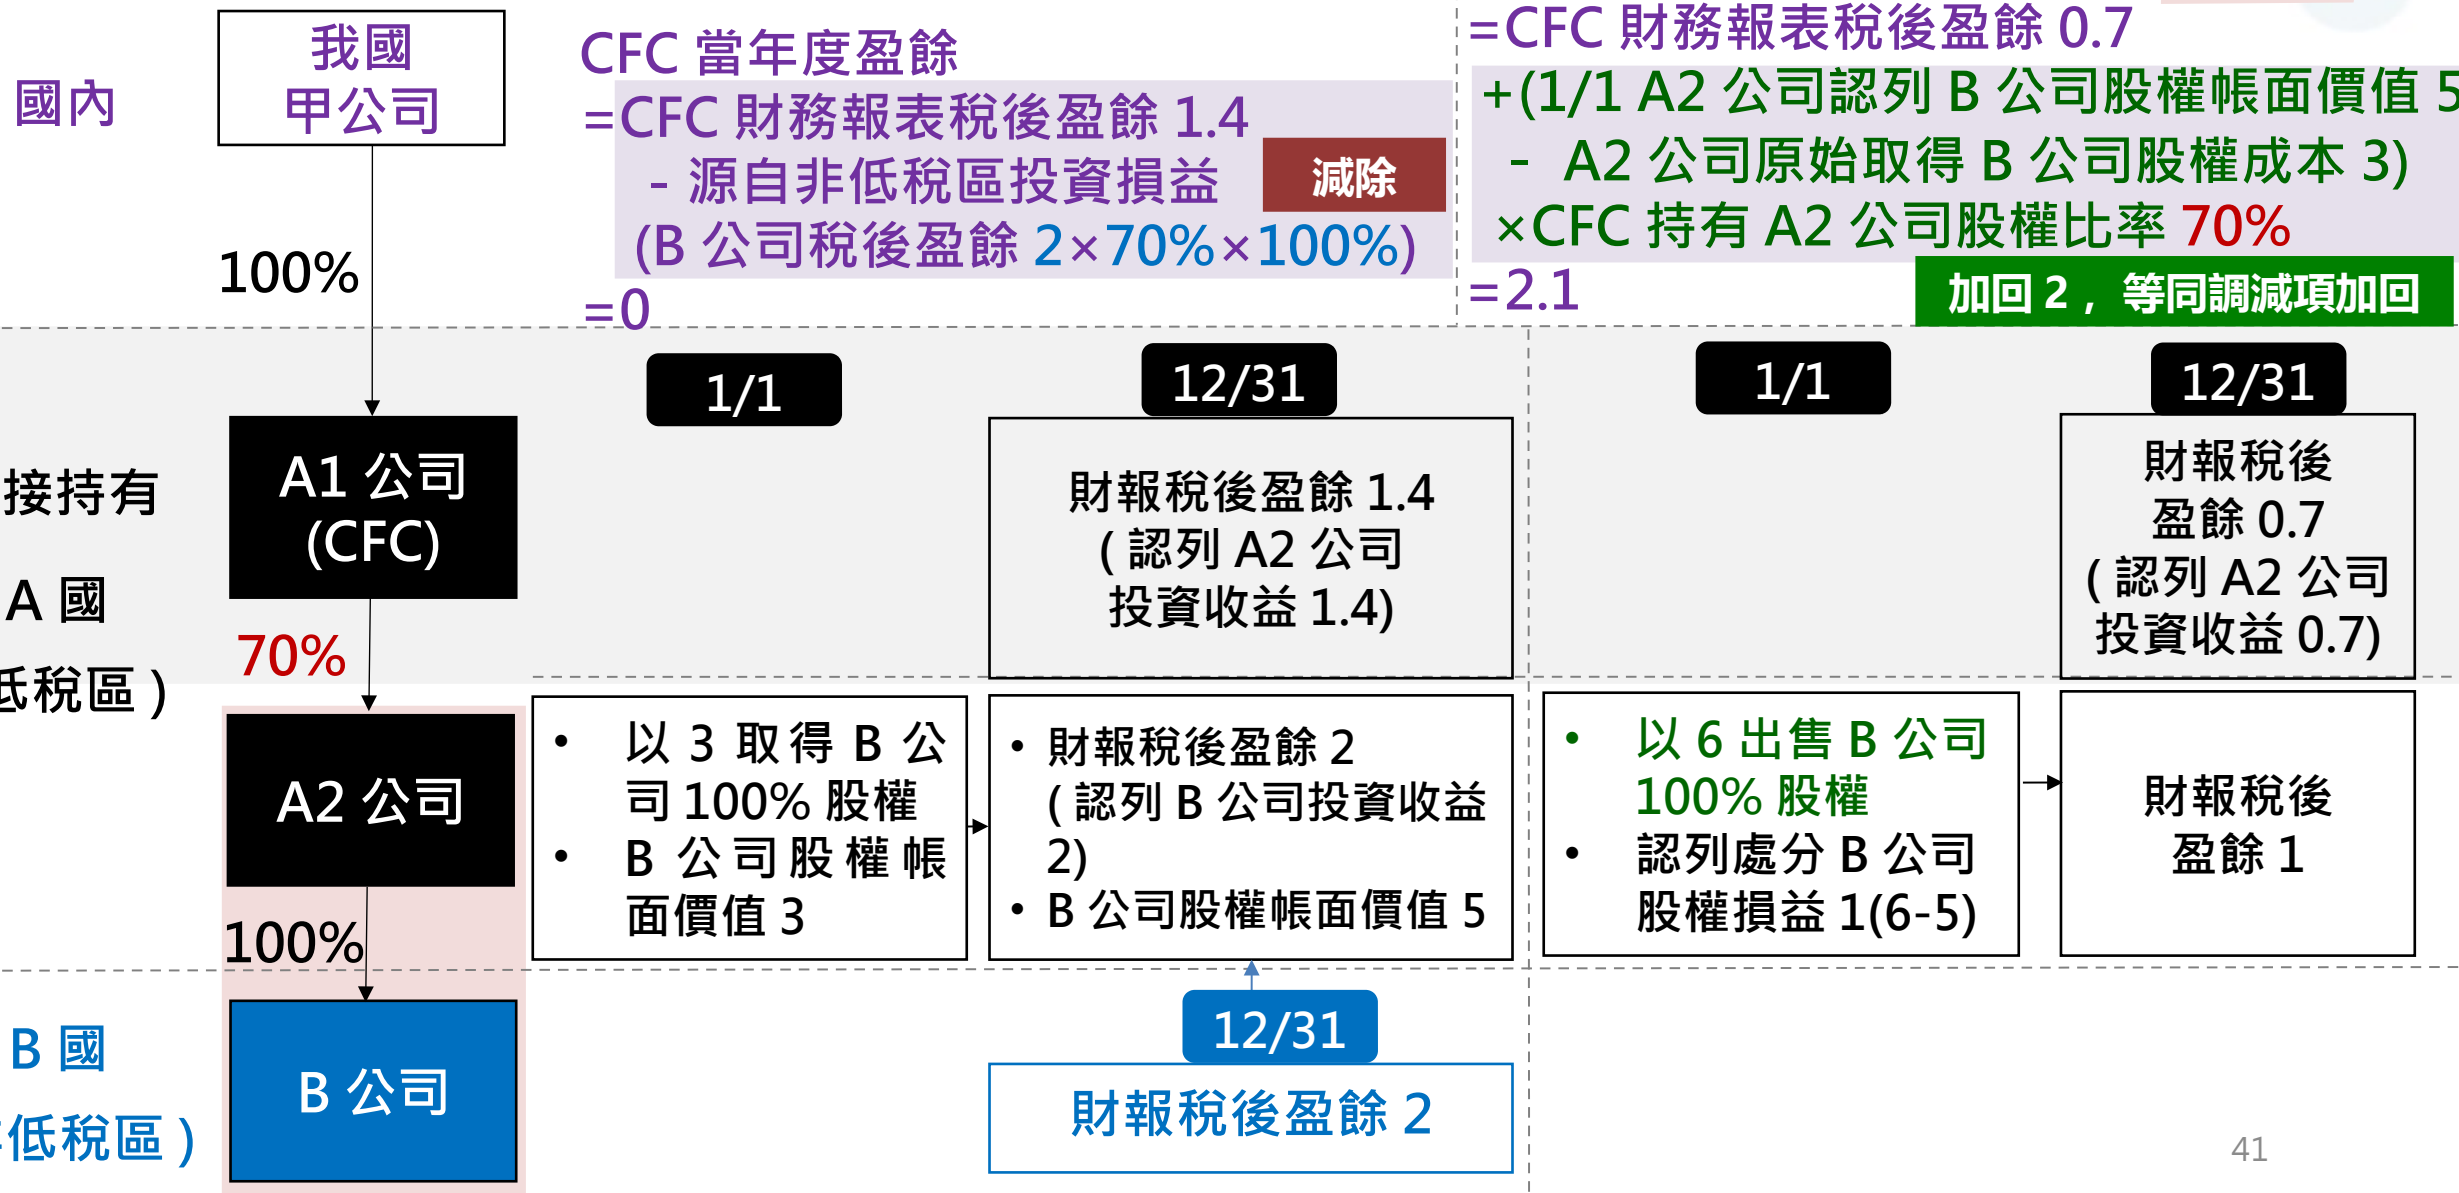 我國
甲公司
國內
CFC 當年度盈餘
=CFC 財務報表稅後盈餘 1.4
- 源自非低稅區投資損益
減除
(B 公司稅後盈餘 2×70%×100%)
=0
=CFC 財務報表稅後盈餘 0.7
+(1/1 A2 公司認列 B 公司股權帳面價值 5
- A2 公司原始取得 B 公司股權成本 3)
×CFC 持有 A2 公司股權比率 70%
=2.1
加回 2 ,等同調減項加回
100%
1/1
12/31
1/1
12/31
接持有
A 國
低稅區 )
A1 公司
(CFC)
財報稅後盈餘 1.4
( 認列 A2 公司
投資收益 1.4)
財報稅後
盈餘 0.7
( 認列 A2 公司
投資收益 0.7)
70%
A2 公司
• 以 3 取得 B 公
司 100% 股權
• B 公司股權帳
面價值 3
• 財報稅後盈餘 2
( 認列 B 公司投資收益
2)
• B 公司股權帳面價值 5
• 以 6 出售 B 公司
100% 股權
• 認列處分 B 公司
股權損益 1(6-5)
財報稅後
盈餘 1
100%
B 國
低稅區 )
B 公司
12/31
財報稅後盈餘 2
41